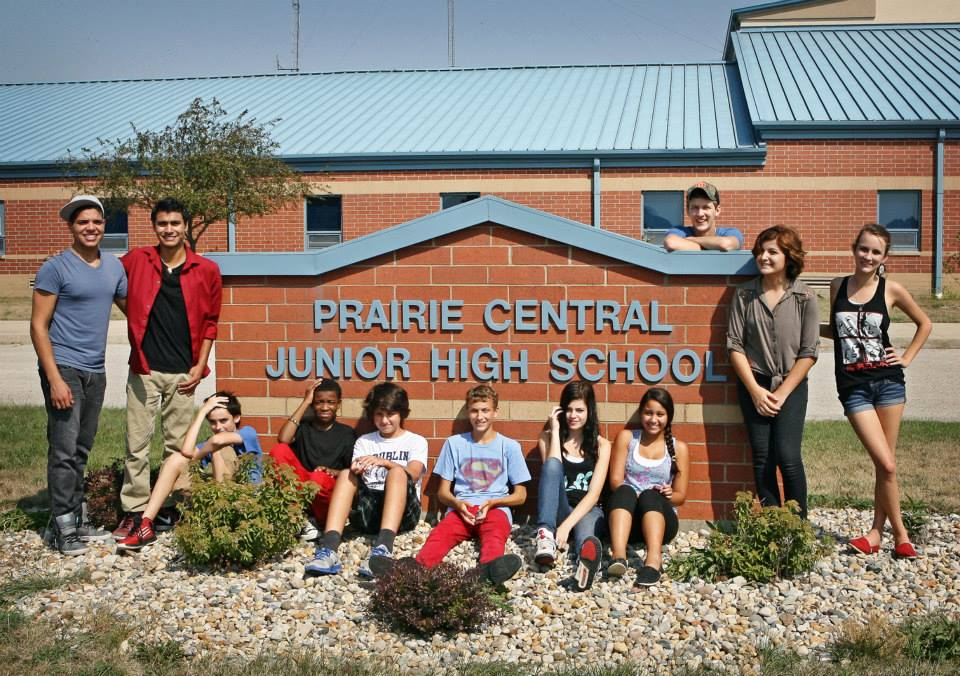 PRAIRIE CENTRAL
JUNIOR HIGH SCHOOL
DUBLIN